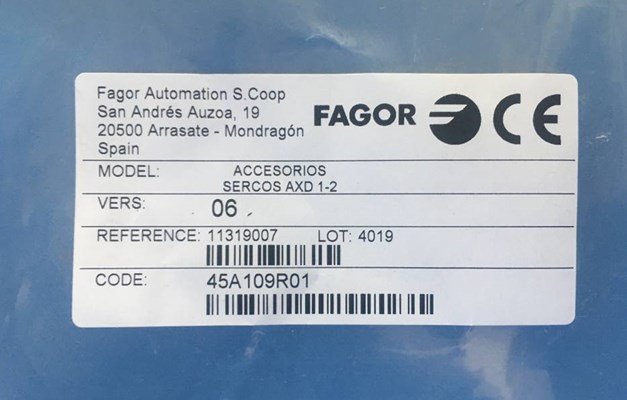 Fagor Automation S.Coop
San Andrés Auzoa, 19
20500 Arrasate - Mondragón
Spain
FAGOR CE
MODEL: ACCESORIOS
SERCOS AXD 1-2
VERS: 06
REFERENCE: 11319007 LOT: 4019
CODE: 45A109R01